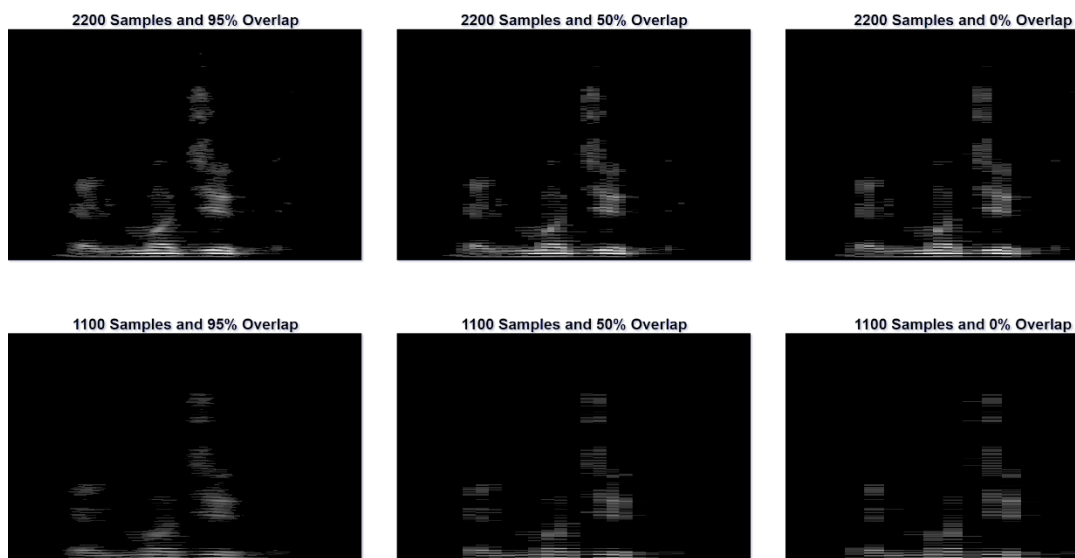 2200 Samples and 95% Overlap
2200 Samples and 50% Overlap
2200 Samples and 0% Overlap
1100 Samples and 95% Overlap
1100 Samples and 50% Overlap
1100 Samples and 0% Overlap